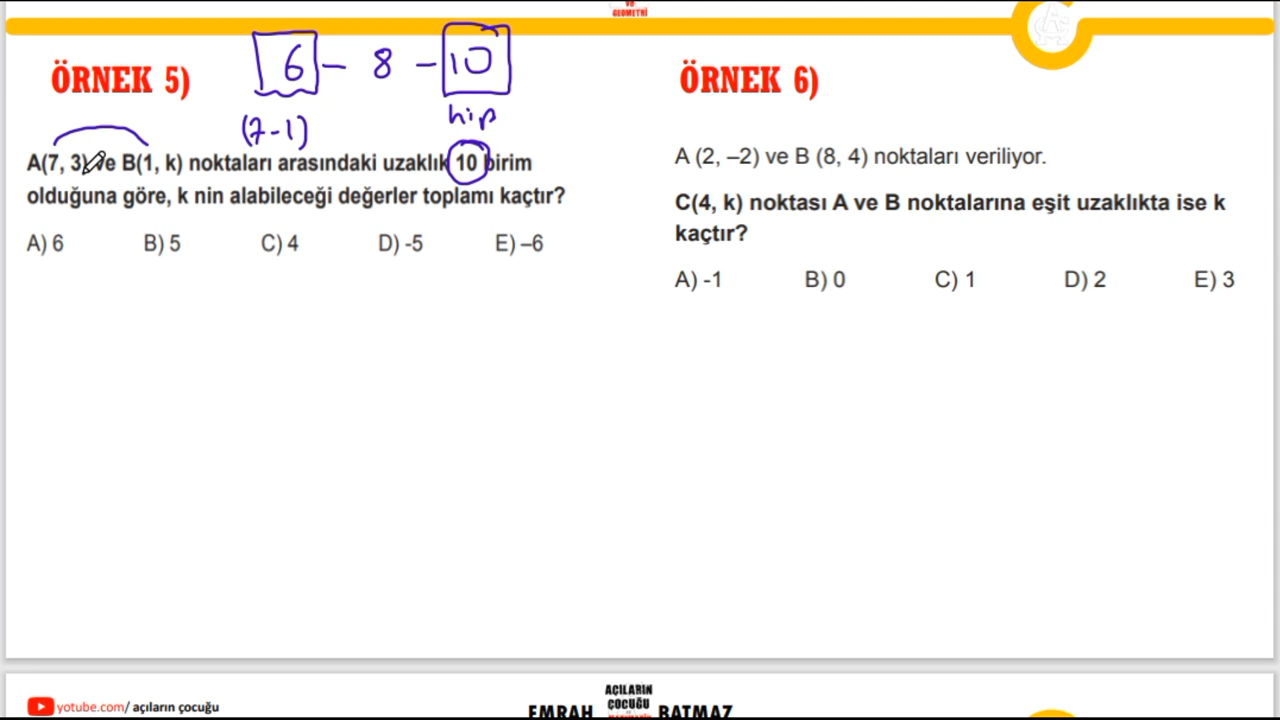 VE
GEOMETRİ
6 – 8 – 10
(7-1)
hip
ÖRNEK 5)
A(7, 3) ve B(1, k) noktaları arasındaki uzaklık 10 birim
olduğuna göre, k nin alabileceği değerler toplamı kaçtır?
A) 6 B) 5 C) 4 D) -5 E) –6
ÖRNEK 6)
A (2, –2) ve B (8, 4) noktaları veriliyor.
C(4, k) noktası A ve B noktalarına eşit uzaklıkta ise k
kaçtır?
A) -1 B) 0 C) 1 D) 2 E) 3
yotube.com/ açıların çocuğu
EMRAH
AÇILARIN
ÇOCUĞU
BATMAZ